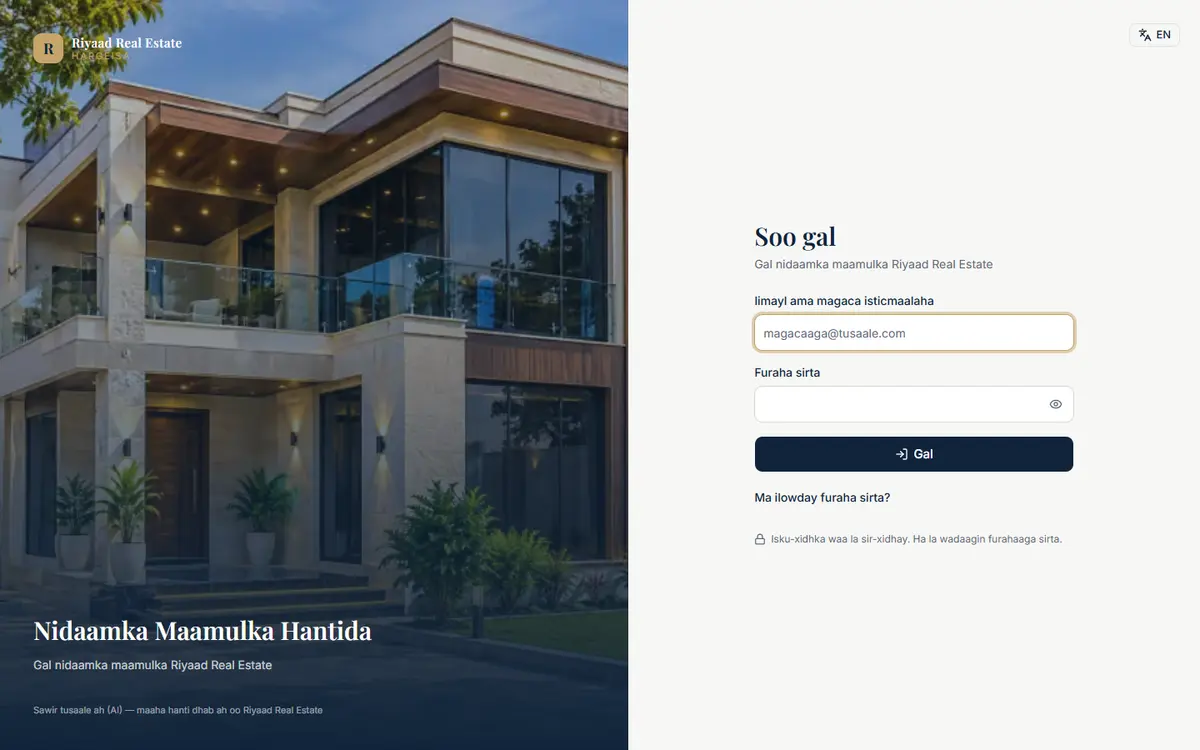 R
Riyaad Real Estate
HARGEISA
EN
Soo gal
Gal nidaamka maamulka Riyaad Real Estate
Iimayl ama magaca isticmaalaha
magacaaga@tusaale.com
Furaha sirta
Gal
Ma ilowday furaha sirta?
Isku-xidhka waa la sir-xidhay. Ha la wadaagin furahaaga sirta.
Nidaamka Maamulka Hantida
Gal nidaamka maamulka Riyaad Real Estate
Sawir tusaale ah (AI) — maaha hanti dhab ah oo Riyaad Real Estate